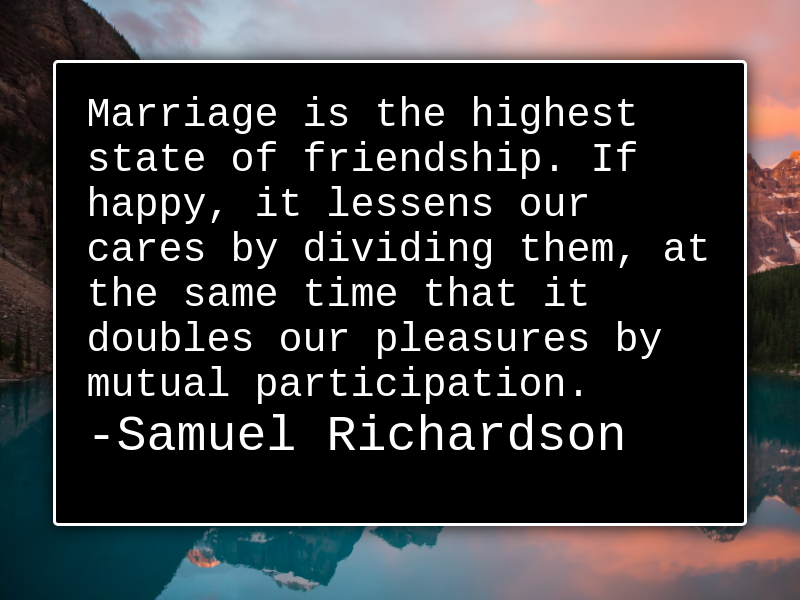 Marriage is the highest
state of friendship. If
happy, it lessens our
cares by dividing them, at
the same time that it
doubles our pleasures by
mutual participation.
-Samuel Richardson